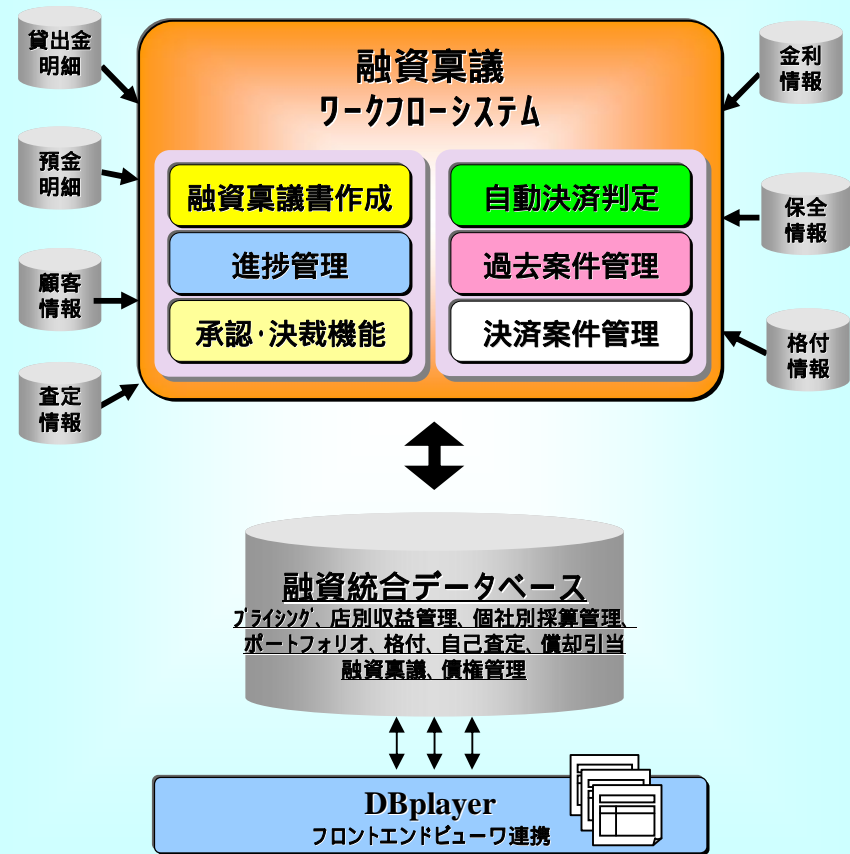 貸出金
明細
預金
明細
顧客
情報
査定
情報
融資稟議
ワークフローシステム
融資稟議書作成
進捗管理
承認・決裁機能
自動決済判定
過去案件管理
決済案件管理
金利
情報
保全
情報
格付
情報
融資統合データベース
プライシング、店別収益管理、個社別採算管理、
ポートフォリオ、格付、自己査定、償却引当
融資稟議、債権管理
DBplayer
フロントエンドビューワ連携